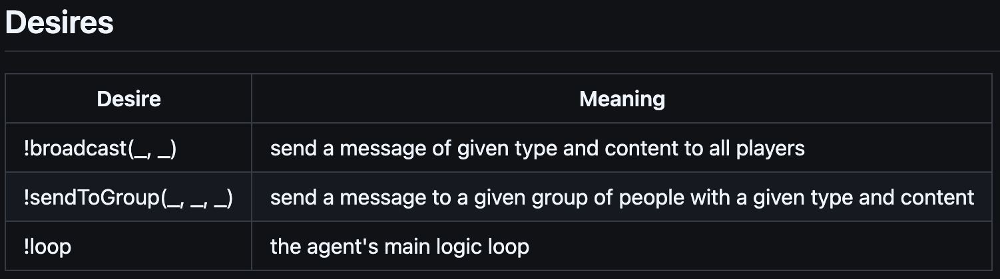 Desires
Desire Meaning
!broadcast(_, _) send a message of given type and content to all players
!sendToGroup(_, _, _) send a message to a given group of people with a given type and content
!loop the agent's main logic loop